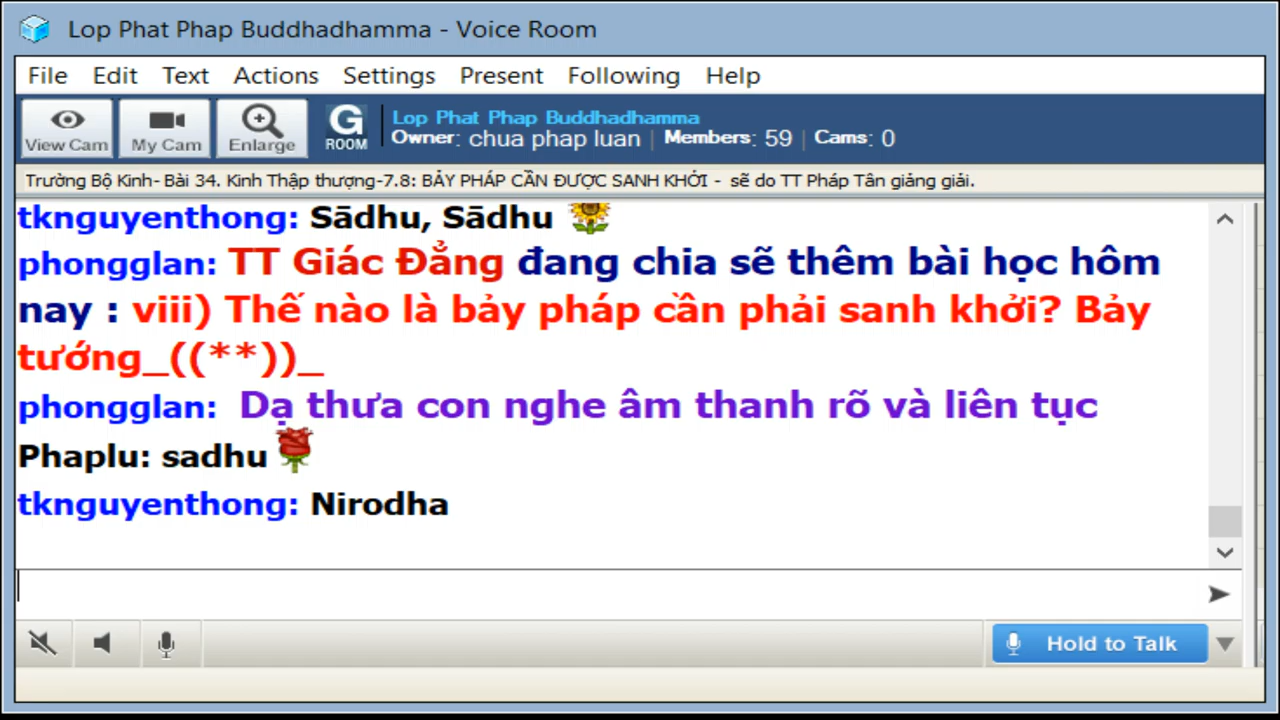 Lop Phat Phap Buddhadhamma - Voice Room
File Edit Text Actions Settings Present Following Help
View Cam My Cam Enlarge G ROOM
Lop Phat Phap Buddhadhamma
Owner: chua phap luan | Members: 59 | Cams: 0
Trường Bộ Kinh- Bài 34. Kinh Thập thượng-7.8: BẢY PHÁP CẦN ĐƯỢC SANH KHỞI - sẽ do TT Pháp Tân giảng giải.
tknguyenthong: Sādhu, Sādhu
phongglan: TT Giác Đẳng đang chia sẽ thêm bài học hôm
nay : viii) Thế nào là bảy pháp cần phải sanh khởi? Bảy
tướng_((**))_
phongglan: Dạ thưa con nghe âm thanh rõ và liên tục
Phaplu: sadhu
tknguyenthong: Nirodha
Hold to Talk